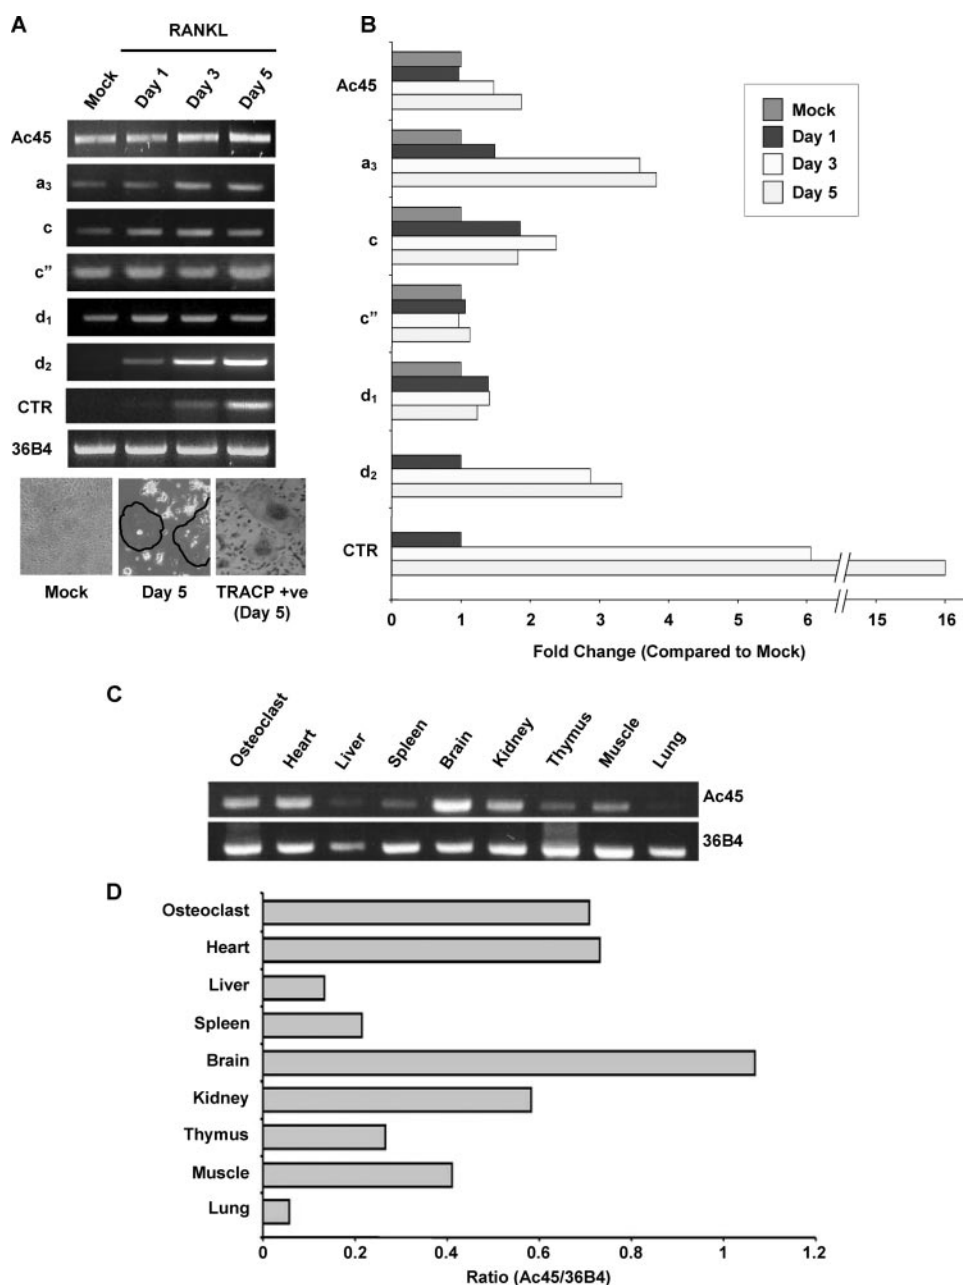 A
RANKL
Mock Day 1 Day 3 Day 5
Ac45
a3
c
c”
d1
d2
CTR
36B4
Mock Day 5 TRACP +ve
(Day 5)
B
Ac45
a3
c
c”
d1
d2
CTR
Mock
Day 1
Day 3
Day 5
0 1 2 3 4 5 6 15 16
Fold Change (Compared to Mock)
C
Osteoclast Heart Liver Spleen Brain Kidney Thymus Muscle Lung
Ac45
36B4
D
Osteoclast
Heart
Liver
Spleen
Brain
Kidney
Thymus
Muscle
Lung
0 0.2 0.4 0.6 0.8 1 1.2
Ratio (Ac45/36B4)